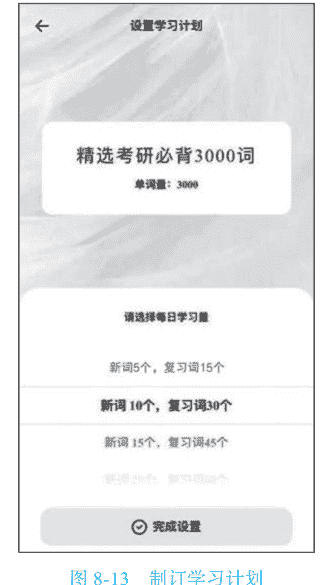 设置学习计划
精选考研必背3000词
单词量：3000
请选择每日学习量
新词5个，复习词15个
新词 10个，复习词30个
新词 15个，复习词45个
完成设置
图 8-13 制订学习计划